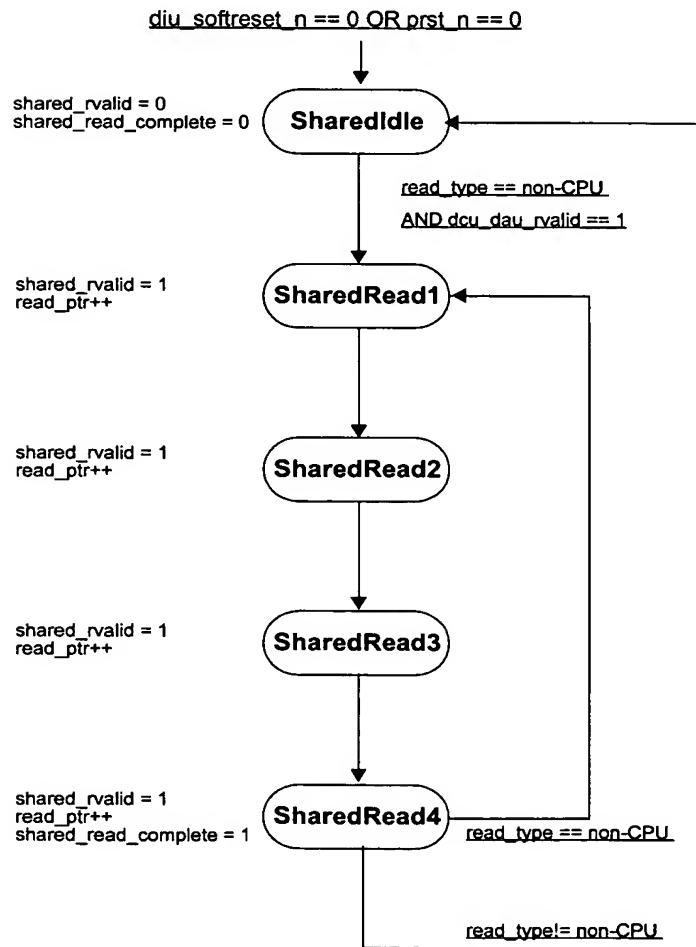 diu_softreset_n == 0 OR prst_n == 0
shared_rvalid = 0
shared_read_complete = 0
SharedIdle
read_type == non-CPU
AND dcu_dau_rvalid == 1
shared_rvalid = 1
read_ptr++
SharedRead1
shared_rvalid = 1
read_ptr++
SharedRead2
shared_rvalid = 1
read_ptr++
SharedRead3
shared_rvalid = 1
read_ptr++
shared_read_complete = 1
SharedRead4
read_type == non-CPU
read_type!= non-CPU